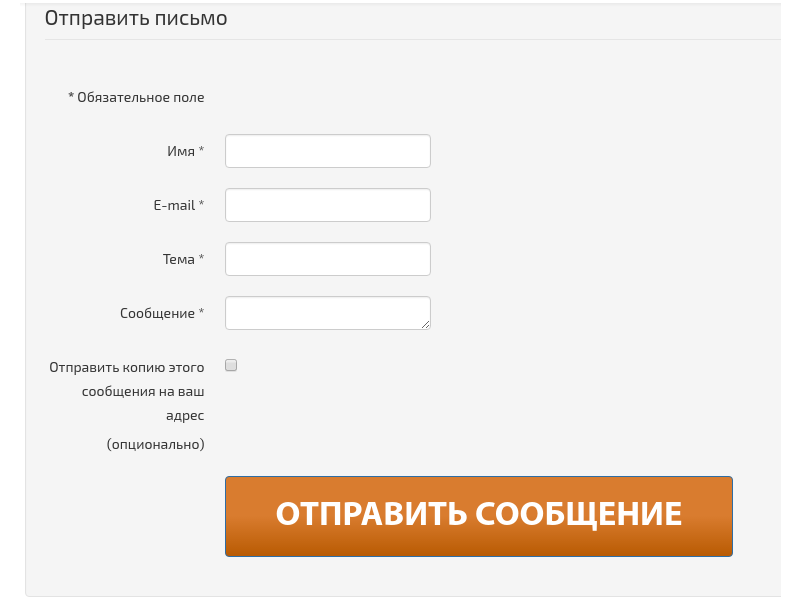 Отправить письмо
* Обязательное поле
Имя *
E-mail *
Тема *
Сообщение *
Отправить копию этого
сообщения на ваш
адрес
(опционально)
ОТПРАВИТЬ СООБЩЕНИЕ